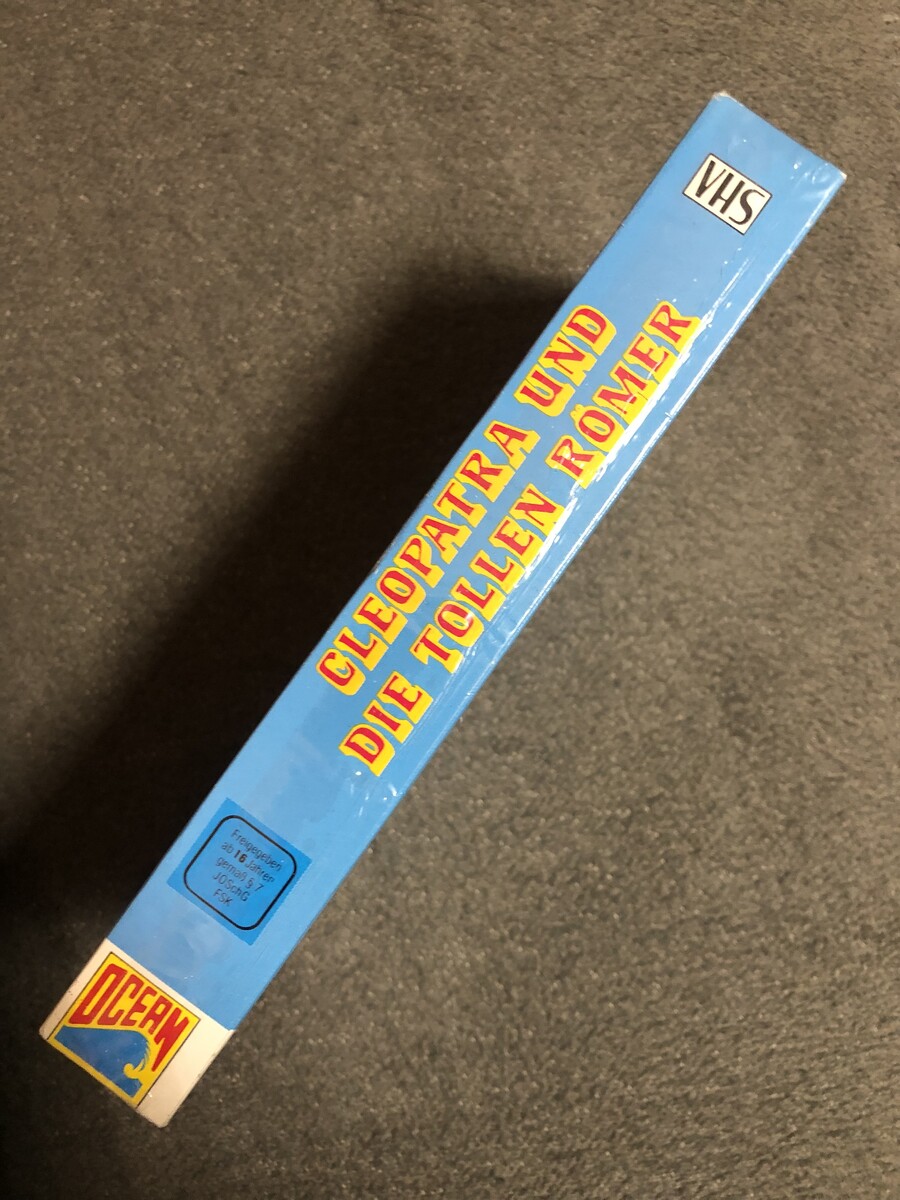 VHS
CLEOPATRA UND
DIE TOLLEN RÖMER
Freigegeben
ab 16 Jahren
gemäß § 7
JÖSchG
FSK
OCEAN